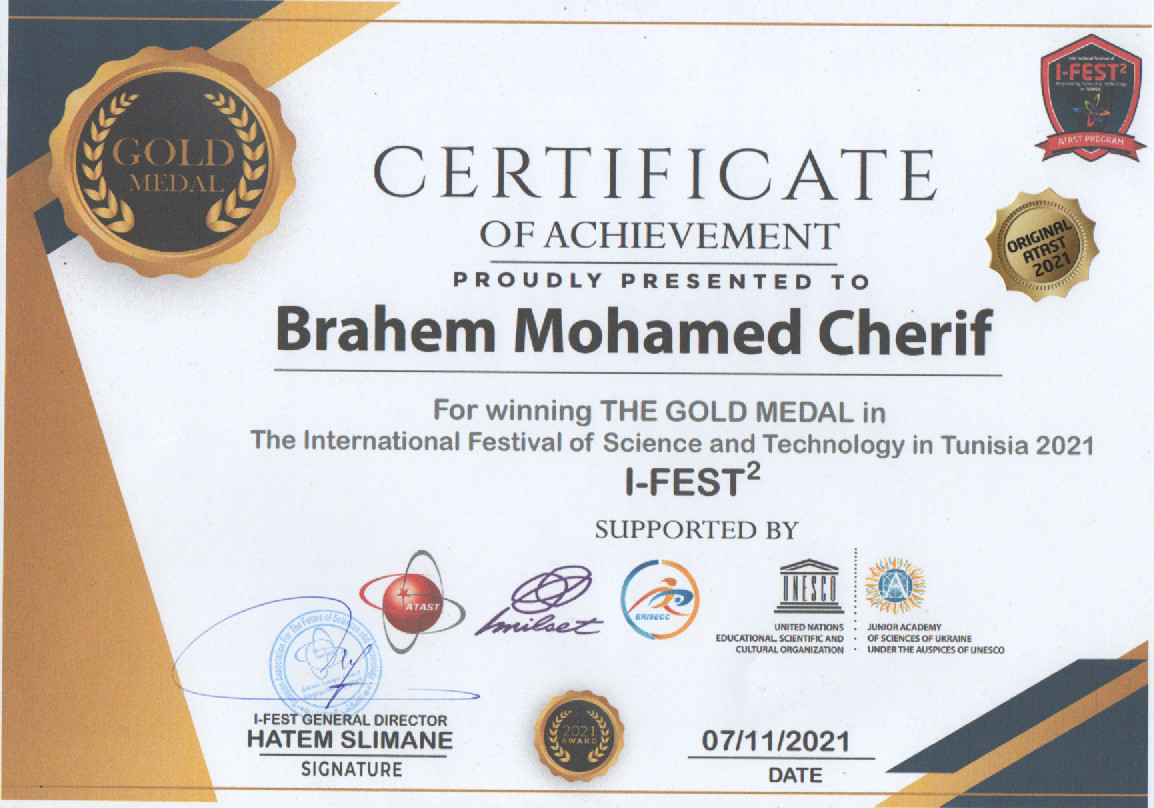 GOLD
MEDAL
I-FEST²
ATAST PROGRAM
CERTIFICATE
OF ACHIEVEMENT
ORIGINAL
ATAST
2021
PROUDLY PRESENTED TO
Brahem Mohamed Cherif
For winning THE GOLD MEDAL in
The International Festival of Science and Technology in Tunisia 2021
I-FEST²
SUPPORTED BY
ATAST
milset
BRISECC
UNESCO
UNITED NATIONS
EDUCATIONAL, SCIENTIFIC AND
CULTURAL ORGANIZATION
JUNIOR ACADEMY
OF SCIENCES OF UKRAINE
UNDER THE AUSPICES OF UNESCO
I-FEST GENERAL DIRECTOR
HATEM SLIMANE
SIGNATURE
2021
AWARD
07/11/2021
DATE